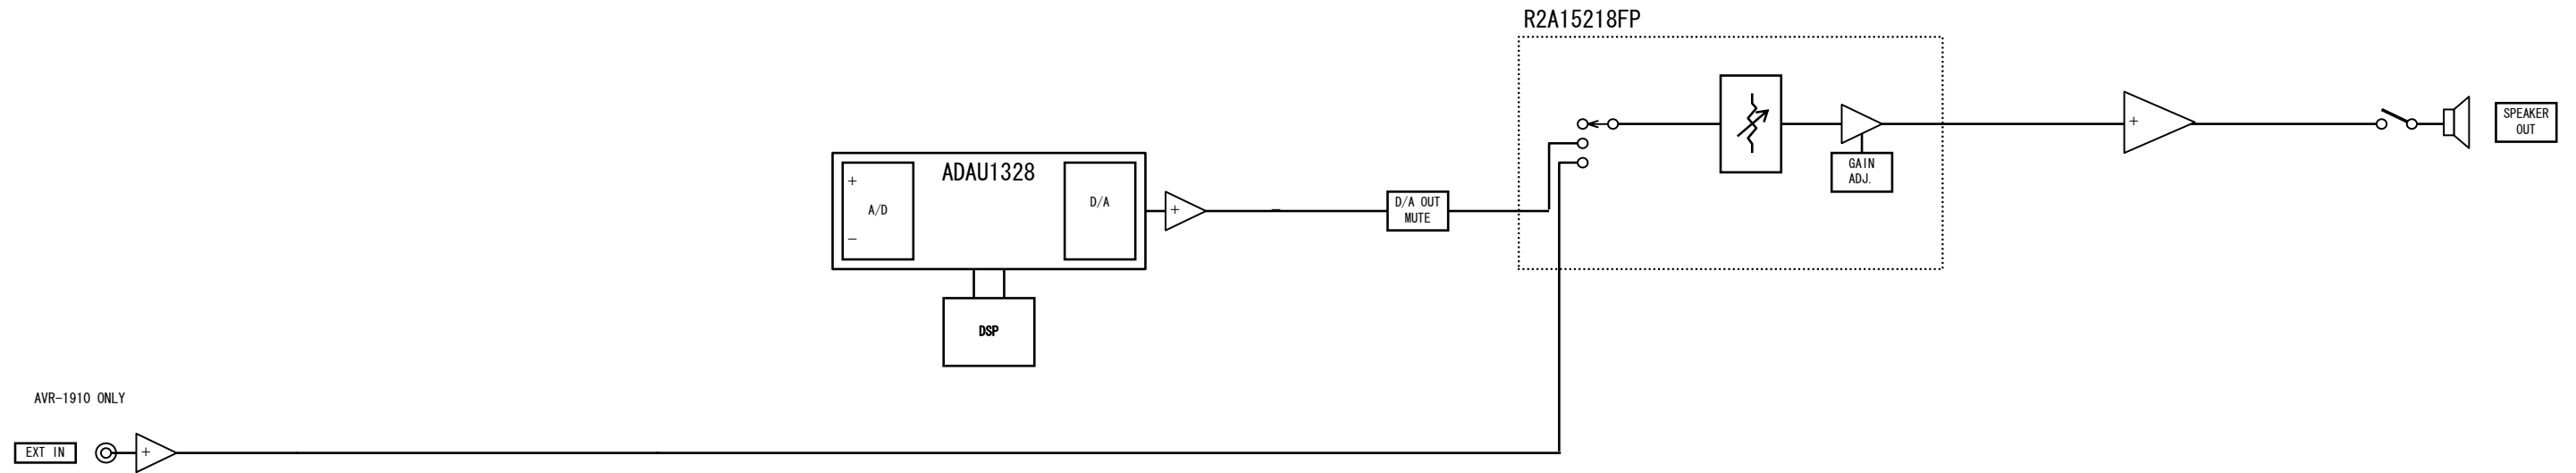 R2A15218FP
SPEAKER
OUT
GAIN
ADJ.
ADAU1328
+
A/D
−
D/A
+
D/A OUT
MUTE
+
DSP
AVR-1910 ONLY
EXT IN
+